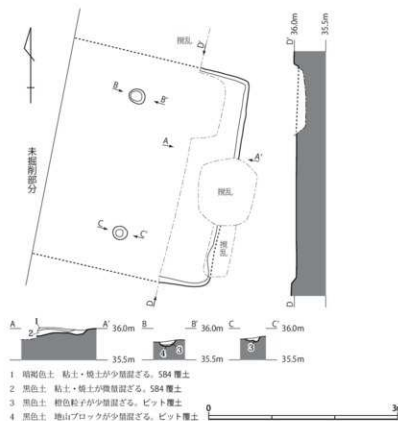 撹乱
D'
D'
36.0m
35.5m
B
B'
A
A'
未掘削部分
撹乱
C
C'
撹乱
D
D
A
1
A'
36.0m
2
35.5m
B
B'
36.0m
4
3
35.5m
C
C'
36.0m
3
35.5m
1 暗褐色土 粘土・焼土が少量混ざる。S84 覆土
2 黒色土 粘土・焼土が微量混ざる。S84 覆土
3 黒色土 橙色粒子が少量混ざる。ピット覆土
4 黒色土 地山ブロックが少量混ざる。ピット覆土
0